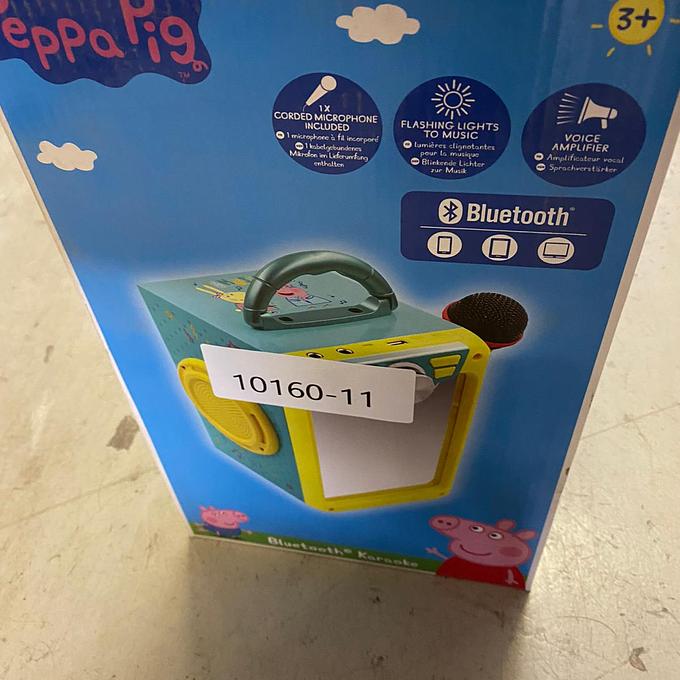 eppa Pig
TM
3+
1 X
CORDED MICROPHONE
INCLUDED
1 microphone à fil incorporé
1 kabelgebundenes
Mikrofon im Lieferumfang
enthalten
FLASHING LIGHTS
TO MUSIC
lumières clignotantes
pour la musique
Blinkende Lichter
zur Musik
VOICE
AMPLIFIER
Amplificateur vocal
Sprachverstärker
Bluetooth®
10160-11
Bluetooth® Karaoke